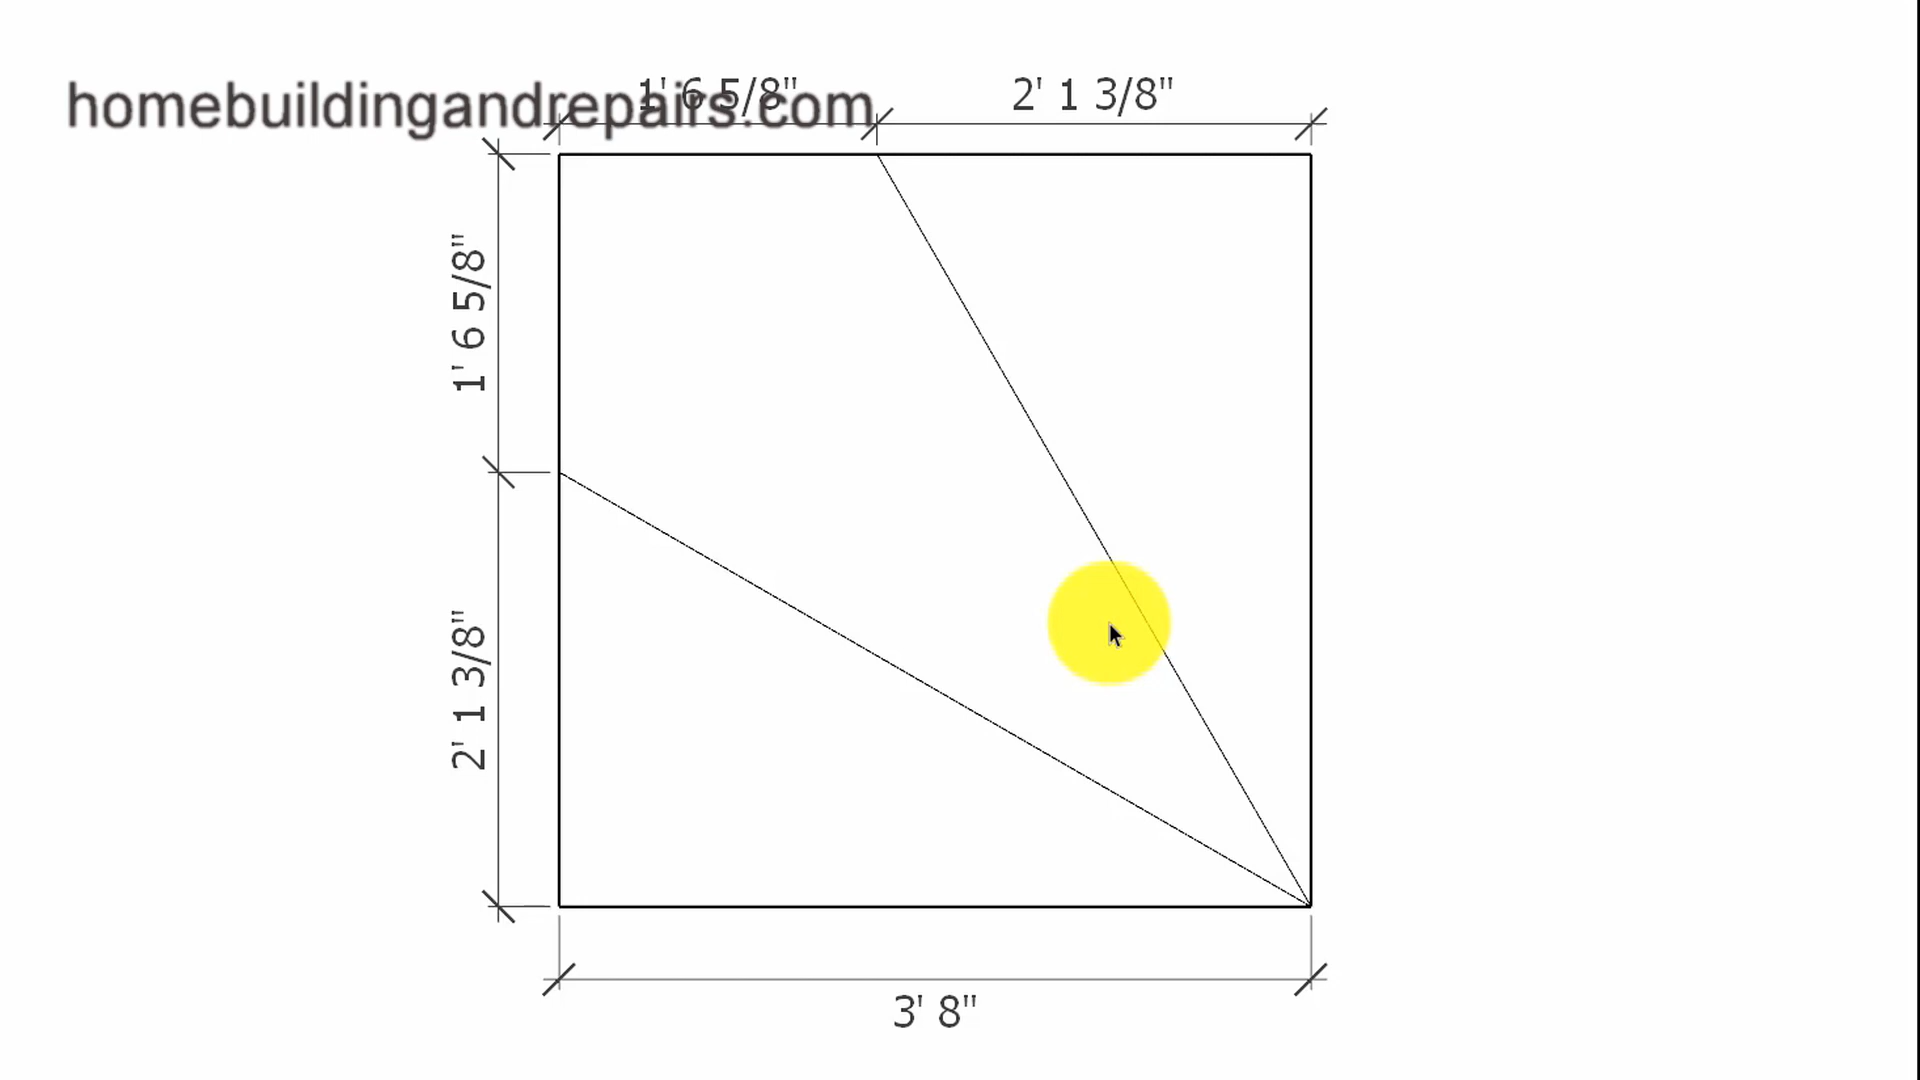 homebuildingandrepairs.com
1' 6 5/8"
2' 1 3/8"
1' 6 5/8"
2' 1 3/8"
3' 8"